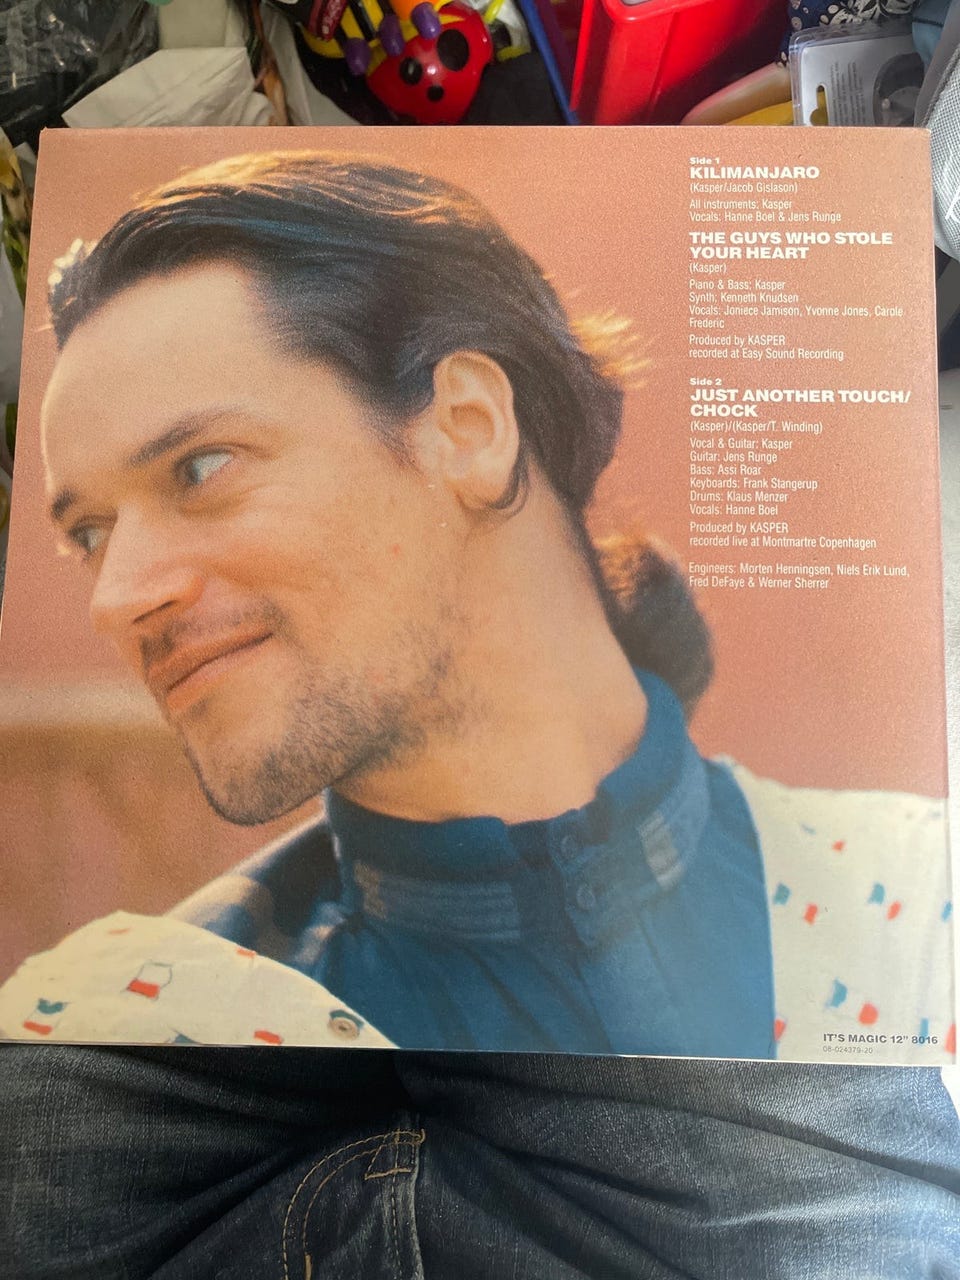 Side 1
KILIMANJARO
(Kasper/Jacob Gislason)
All instruments: Kasper
Vocals: Hanne Boel & Jens Runge
THE GUYS WHO STOLE
YOUR HEART
(Kasper)
Piano & Bass: Kasper
Synth: Kenneth Knudsen
Vocals: Joniece Jamison, Yvonne Jones, Carole
Frederic
Produced by KASPER
recorded at Easy Sound Recording
Side 2
JUST ANOTHER TOUCH/
CHOCK
(Kasper)/(Kasper/T. Winding)
Vocal & Guitar: Kasper
Guitar: Jens Runge
Bass: Assi Roar
Keyboards: Frank Stangerup
Drums: Klaus Menzer
Vocals: Hanne Boel
Produced by KASPER
recorded live at Montmartre Copenhagen
Engineers: Morten Henningsen, Niels Erik Lund,
Fred DeFaye & Werner Sherrer
IT'S MAGIC 12" 8016
08-024379-20